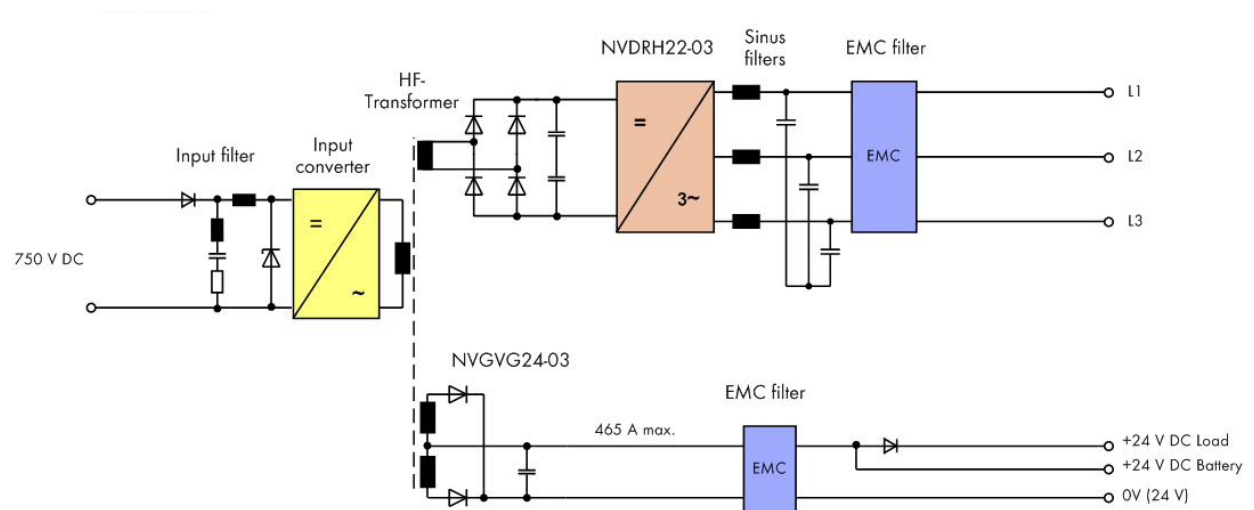 NVDRH22-03
Sinus
filters
EMC filter
HF-
Transformer
L1
=
Input filter
Input
converter
EMC
L2
3~
L3
=
750 V DC
~
NVGVG24-03
EMC filter
465 A max.
+24 V DC Load
EMC
+24 V DC Battery
0V (24 V)